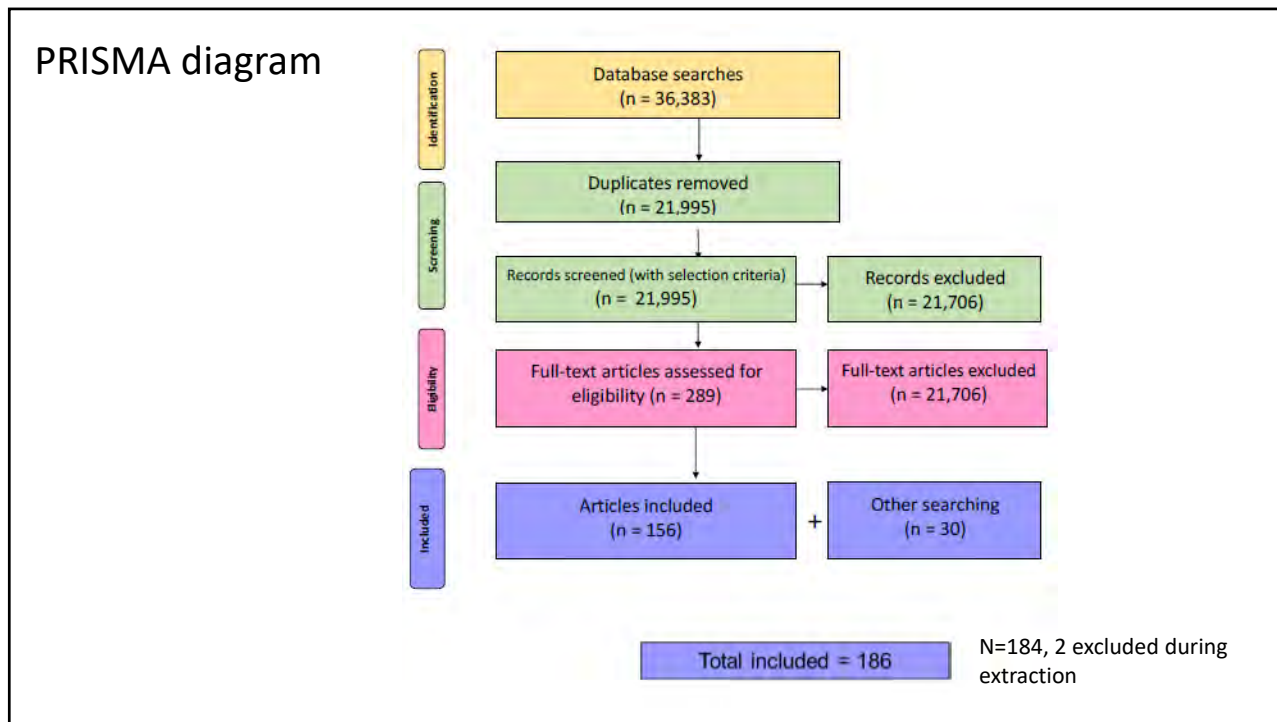 PRISMA diagram
Identification
Database searches
(n = 36,383)
Screening
Duplicates removed
(n = 21,995)
Records screened (with selection criteria)
(n = 21,995)
Records excluded
(n = 21,706)
Eligibility
Full-text articles assessed for
eligibility (n = 289)
Full-text articles excluded
(n = 21,706)
Included
Articles included
(n = 156)
+
Other searching
(n = 30)
Total included = 186
N=184, 2 excluded during
extraction